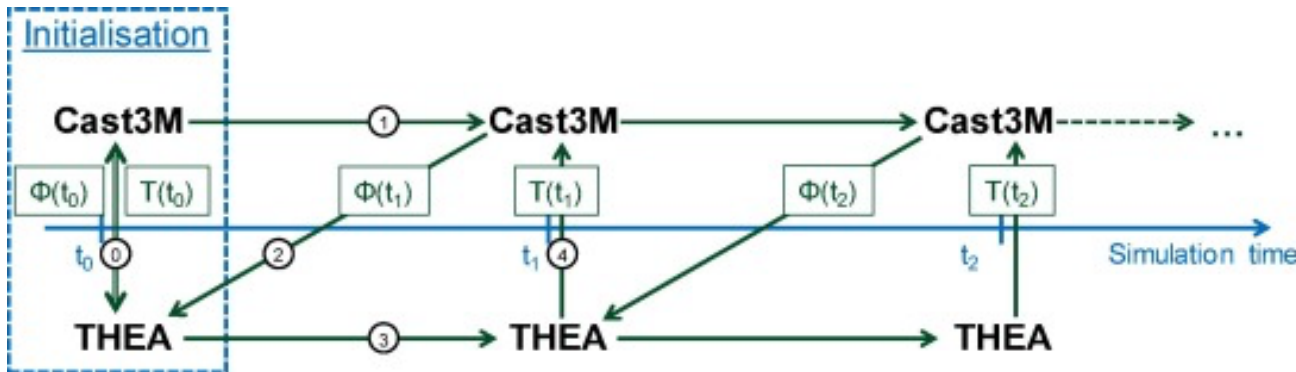 Initialisation
Cast3M ① Cast3M Cast3M ...
Φ(t₀) T(t₀) Φ(t₁) T(t₁) Φ(t₂) T(t₂)
t₀ ⓪ ② t₁ ④ t₂ Simulation time
THEA ③ THEA THEA